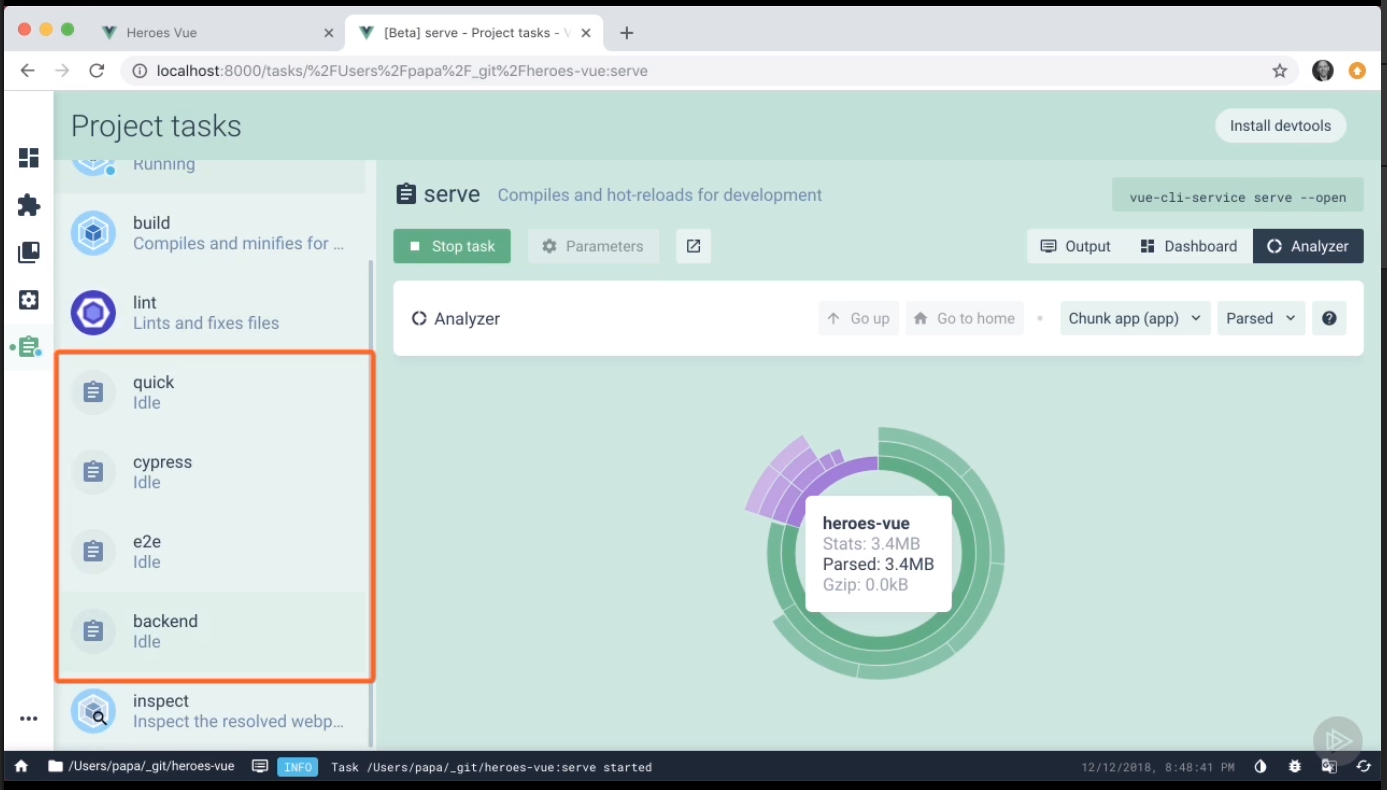 Heroes Vue
[Beta] serve - Project tasks - V
localhost:8000/tasks/%2FUsers%2Fpapa%2F_git%2Fheroes-vue:serve
Project tasks
Install devtools
Running
build
Compiles and minifies for ...
lint
Lints and fixes files
quick
Idle
cypress
Idle
e2e
Idle
backend
Idle
inspect
Inspect the resolved webp...
serve Compiles and hot-reloads for development
vue-cli-service serve --open
Stop task Parameters
Output Dashboard Analyzer
Analyzer
Go up Go to home Chunk app (app) Parsed ?
heroes-vue
Stats: 3.4MB
Parsed: 3.4MB
Gzip: 0.0kB
/Users/papa/_git/heroes-vue INFO Task /Users/papa/_git/heroes-vue:serve started 12/12/2018, 8:48:41 PM